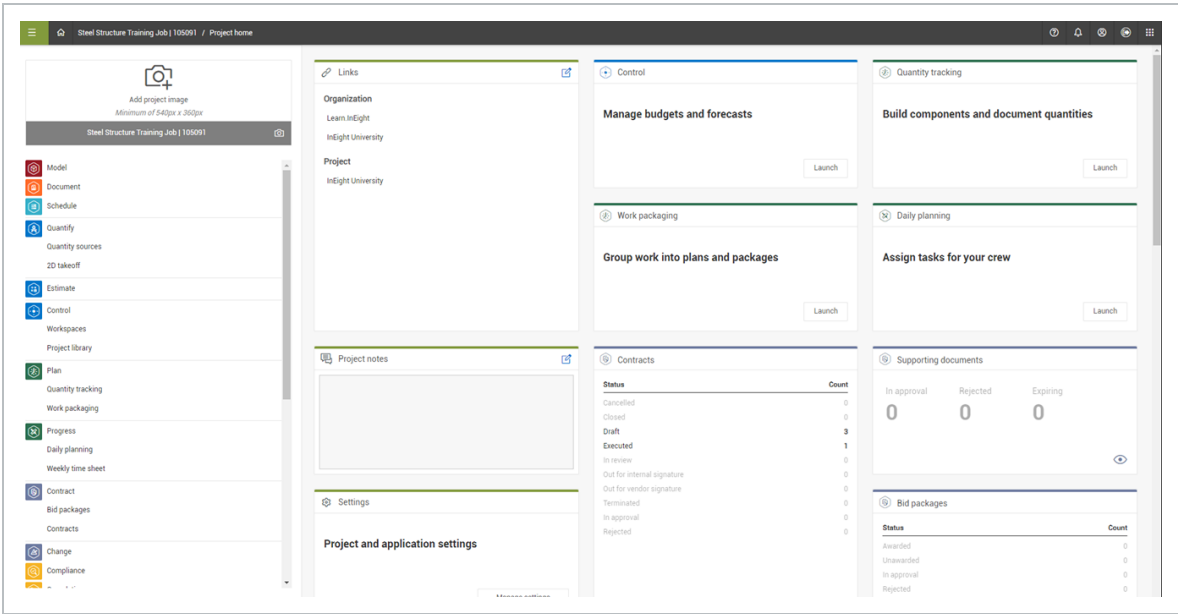 Steel Structure Training Job | 105091 / Project home
Add project image
Minimum of 540px x 360px
Steel Structure Training Job | 105091
Model
Document
Schedule
Quantify
Quantity sources
2D takeoff
Estimate
Control
Workspaces
Project library
Plan
Quantity tracking
Work packaging
Progress
Daily planning
Weekly time sheet
Contract
Bid packages
Contracts
Change
Compliance
Links
Organization
Learn.InEight
InEight University
Project
InEight University
Project notes
Settings
Project and application settings
Manage settings
Control
Manage budgets and forecasts
Launch
Work packaging
Group work into plans and packages
Launch
Contracts
Status Count
Cancelled 0
Closed 0
Draft 3
Executed 1
In review 0
Out for internal signature 0
Out for vendor signature 0
Terminated 0
In approval 0
Rejected 0
Quantity tracking
Build components and document quantities
Launch
Daily planning
Assign tasks for your crew
Launch
Supporting documents
In approval Rejected Expiring
0 0 0
Bid packages
Status Count
Awarded 0
Unawarded 0
In approval 0
Rejected 0